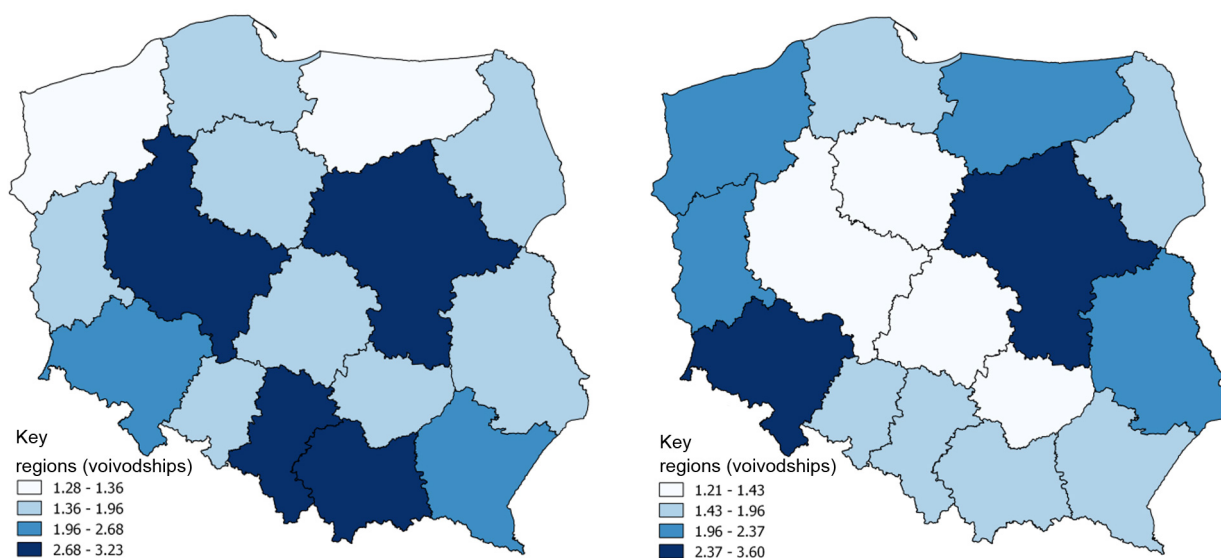 Key
regions (voivodships)
1.28 - 1.36
1.36 - 1.96
1.96 - 2.68
2.68 - 3.23
Key
regions (voivodships)
1.21 - 1.43
1.43 - 1.96
1.96 - 2.37
2.37 - 3.60